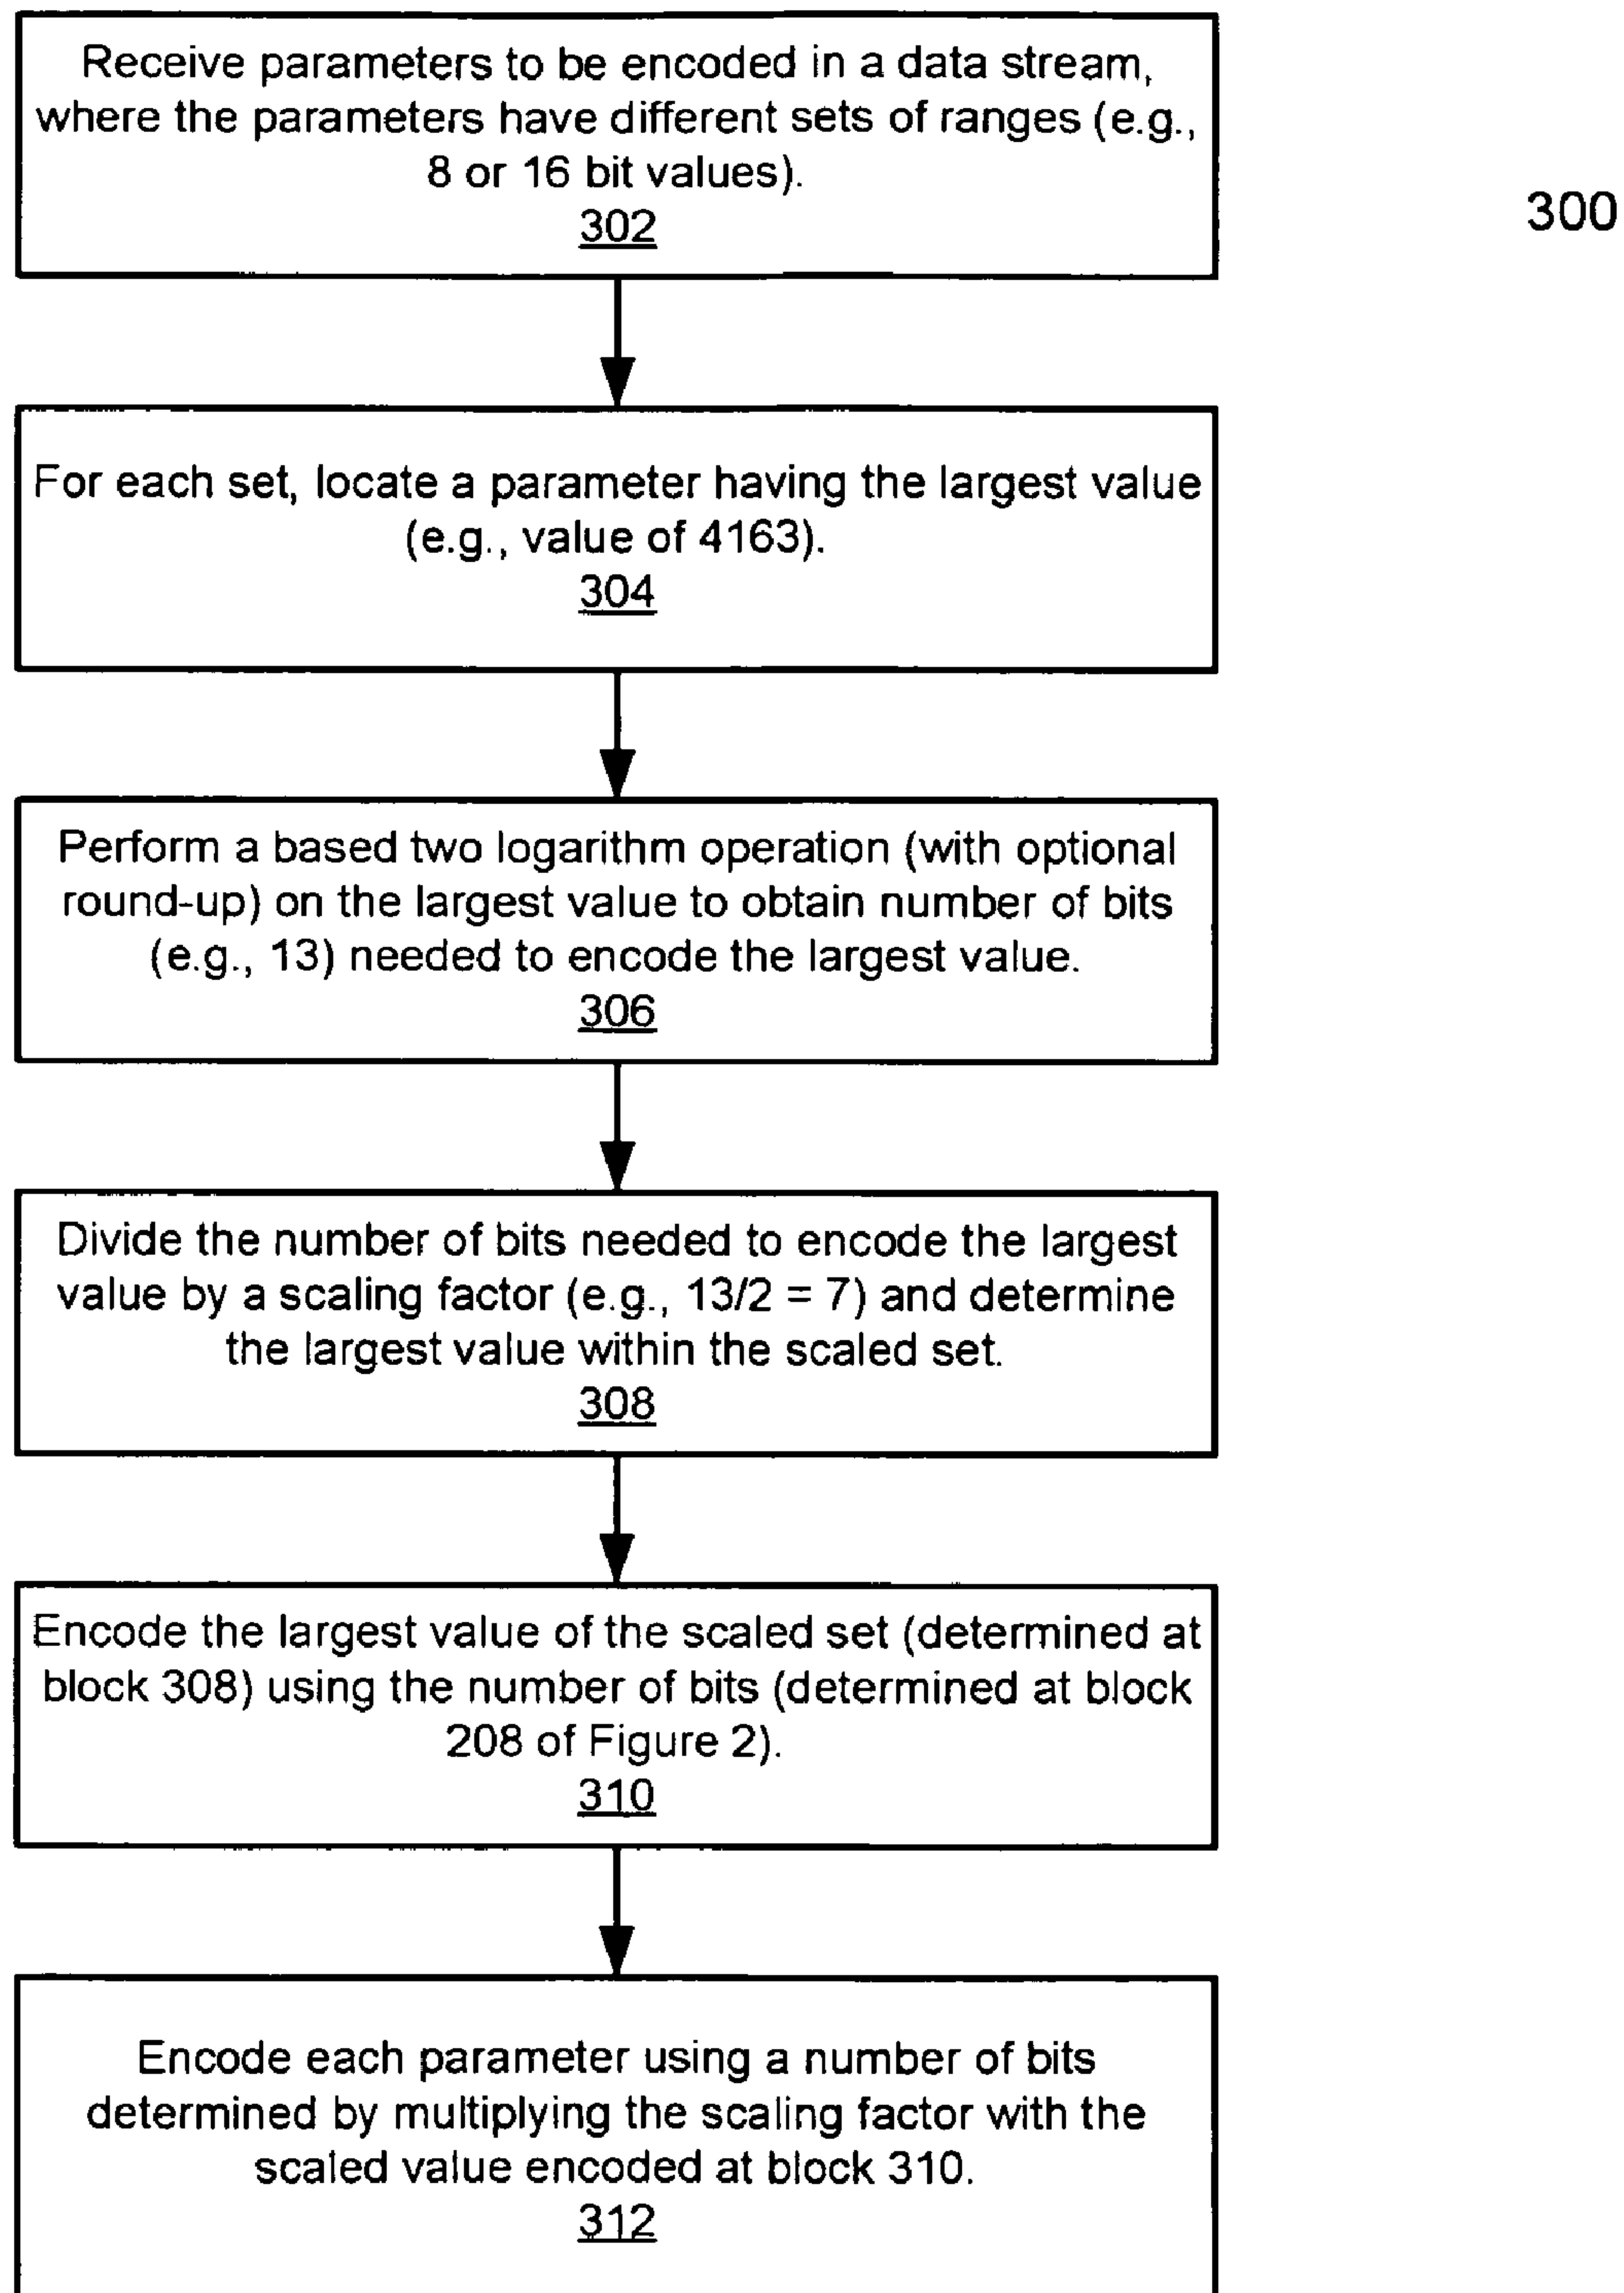 Receive parameters to be encoded in a data stream,
where the parameters have different sets of ranges (e.g.,
8 or 16 bit values).
302
300
For each set, locate a parameter having the largest value
(e.g., value of 4163).
304
Perform a based two logarithm operation (with optional
round-up) on the largest value to obtain number of bits
(e.g., 13) needed to encode the largest value.
306
Divide the number of bits needed to encode the largest
value by a scaling factor (e.g., 13/2 = 7) and determine
the largest value within the scaled set.
308
Encode the largest value of the scaled set (determined at
block 308) using the number of bits (determined at block
208 of Figure 2).
310
Encode each parameter using a number of bits
determined by multiplying the scaling factor with the
scaled value encoded at block 310.
312